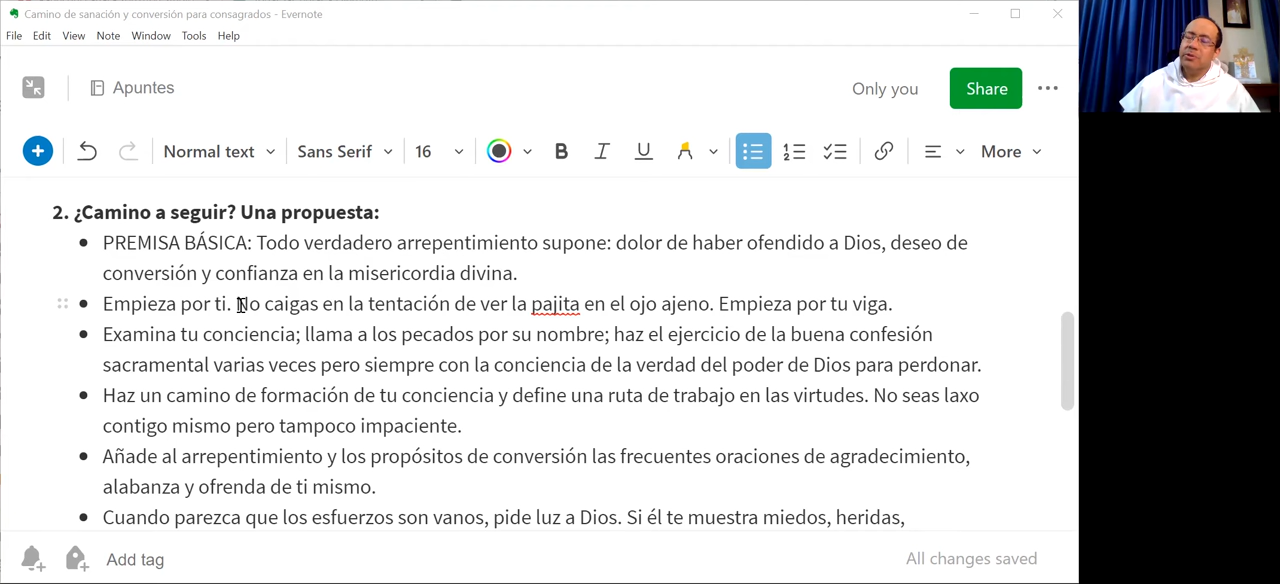 Camino de sanación y conversión para consagrados - Evernote
File Edit View Note Window Tools Help
Apuntes Only you Share
Normal text Sans Serif 16 B I U More
2. ¿Camino a seguir? Una propuesta:
PREMISA BÁSICA: Todo verdadero arrepentimiento supone: dolor de haber ofendido a Dios, deseo de
conversión y confianza en la misericordia divina.
Empieza por ti. No caigas en la tentación de ver la pajita en el ojo ajeno. Empieza por tu viga.
Examina tu conciencia; llama a los pecados por su nombre; haz el ejercicio de la buena confesión
sacramental varias veces pero siempre con la conciencia de la verdad del poder de Dios para perdonar.
Haz un camino de formación de tu conciencia y define una ruta de trabajo en las virtudes. No seas laxo
contigo mismo pero tampoco impaciente.
Añade al arrepentimiento y los propósitos de conversión las frecuentes oraciones de agradecimiento,
alabanza y ofrenda de ti mismo.
Cuando parezca que los esfuerzos son vanos, pide luz a Dios. Si él te muestra miedos, heridas,
Add tag All changes saved